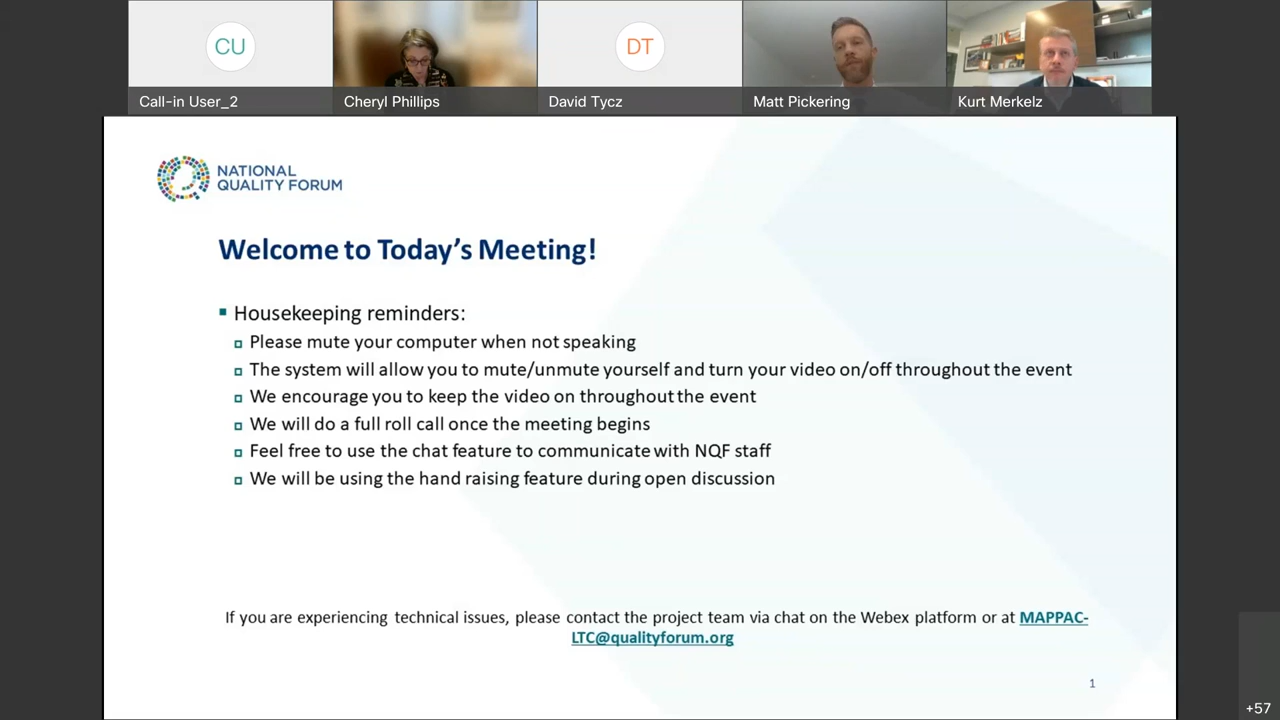 CU
DT
Call-in User_2
Cheryl Phillips
David Tycz
Matt Pickering
Kurt Merkelz
NATIONAL
QUALITY FORUM
Welcome to Today's Meeting!
Housekeeping reminders:
Please mute your computer when not speaking
The system will allow you to mute/unmute yourself and turn your video on/off throughout the event
We encourage you to keep the video on throughout the event
We will do a full roll call once the meeting begins
Feel free to use the chat feature to communicate with NQF staff
We will be using the hand raising feature during open discussion
If you are experiencing technical issues, please contact the project team via chat on the Webex platform or at MAPPAC-
LTC@qualityforum.org
1
+57